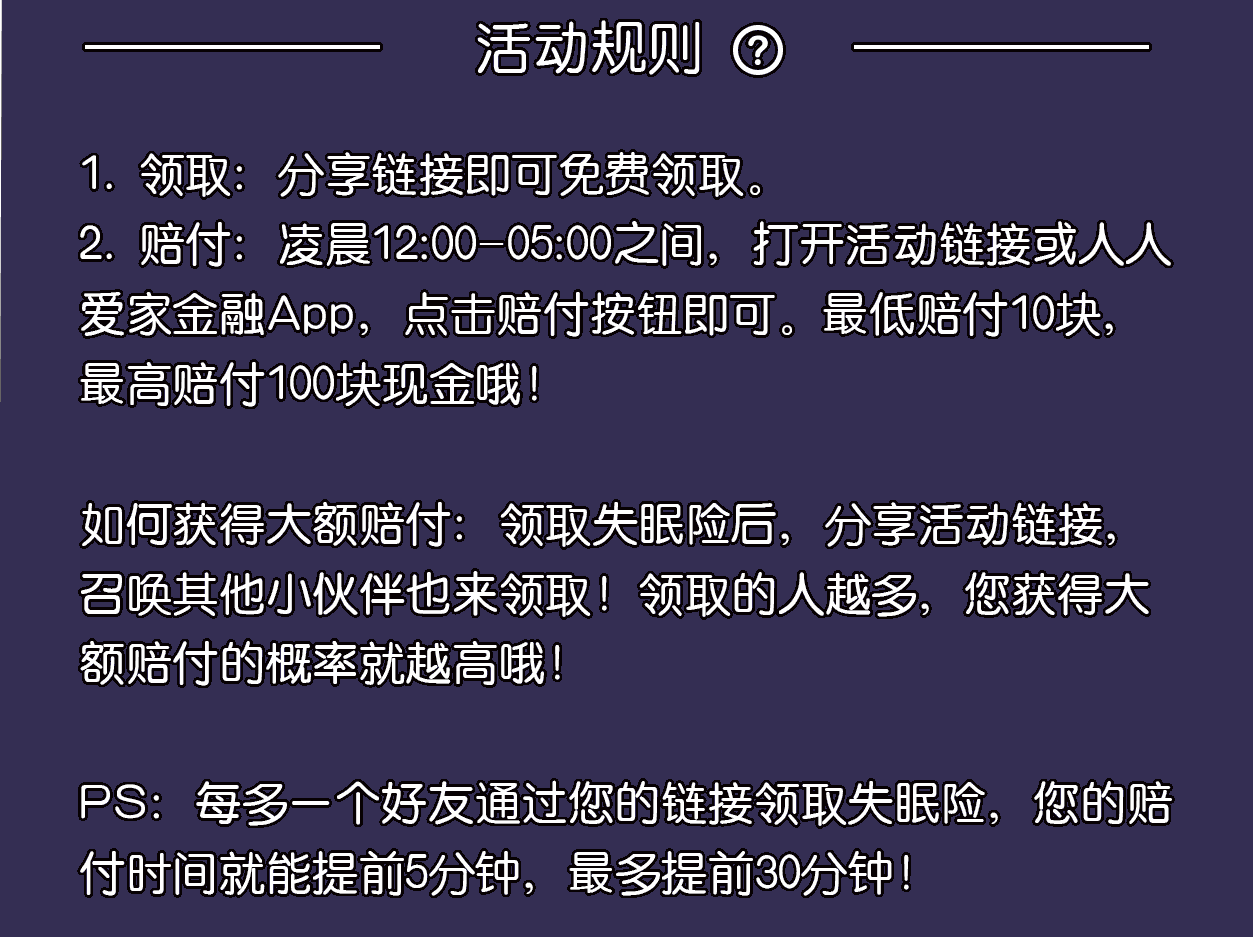 活动规则 ?
1. 领取：分享链接即可免费领取。
2. 赔付：凌晨12:00-05:00之间，打开活动链接或人人
爱家金融App，点击赔付按钮即可。最低赔付10块，
最高赔付100块现金哦！
如何获得大额赔付：领取失眠险后，分享活动链接，
召唤其他小伙伴也来领取！领取的人越多，您获得大
额赔付的概率就越高哦！
PS：每多一个好友通过您的链接领取失眠险，您的赔
付时间就能提前5分钟，最多提前30分钟！